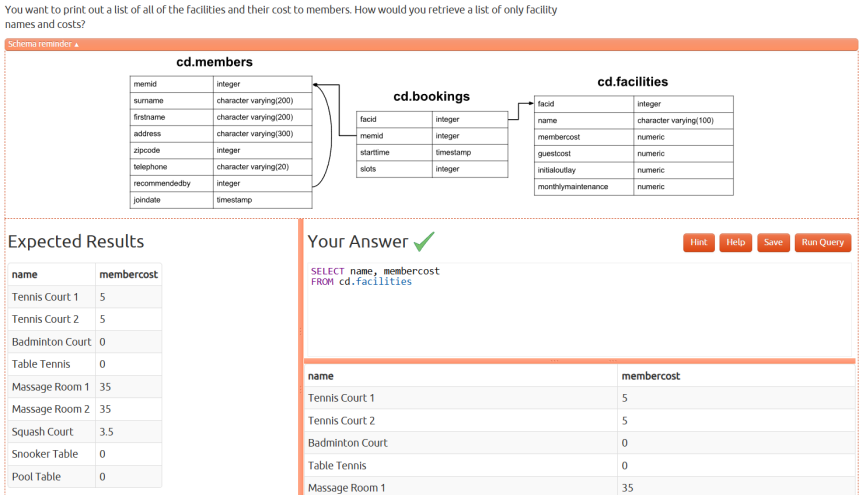 You want to print out a list of all of the facilities and their cost to members. How would you retrieve a list of only facility
names and costs?
Schema reminder ▲
cd.members
memid integer
surname character varying(200)
firstname character varying(200)
address character varying(300)
zipcode integer
telephone character varying(20)
recommendedby integer
joindate timestamp
cd.bookings
facid integer
memid integer
starttime timestamp
slots integer
cd.facilities
facid integer
name character varying(100)
membercost numeric
guestcost numeric
initialoutlay numeric
monthlymaintenance numeric
Expected Results
name membercost
Tennis Court 1 5
Tennis Court 2 5
Badminton Court 0
Table Tennis 0
Massage Room 1 35
Massage Room 2 35
Squash Court 3.5
Snooker Table 0
Pool Table 0
Your Answer
Hint Help Save Run Query
SELECT name, membercost
FROM cd.facilities
name membercost
Tennis Court 1 5
Tennis Court 2 5
Badminton Court 0
Table Tennis 0
Massage Room 1 35